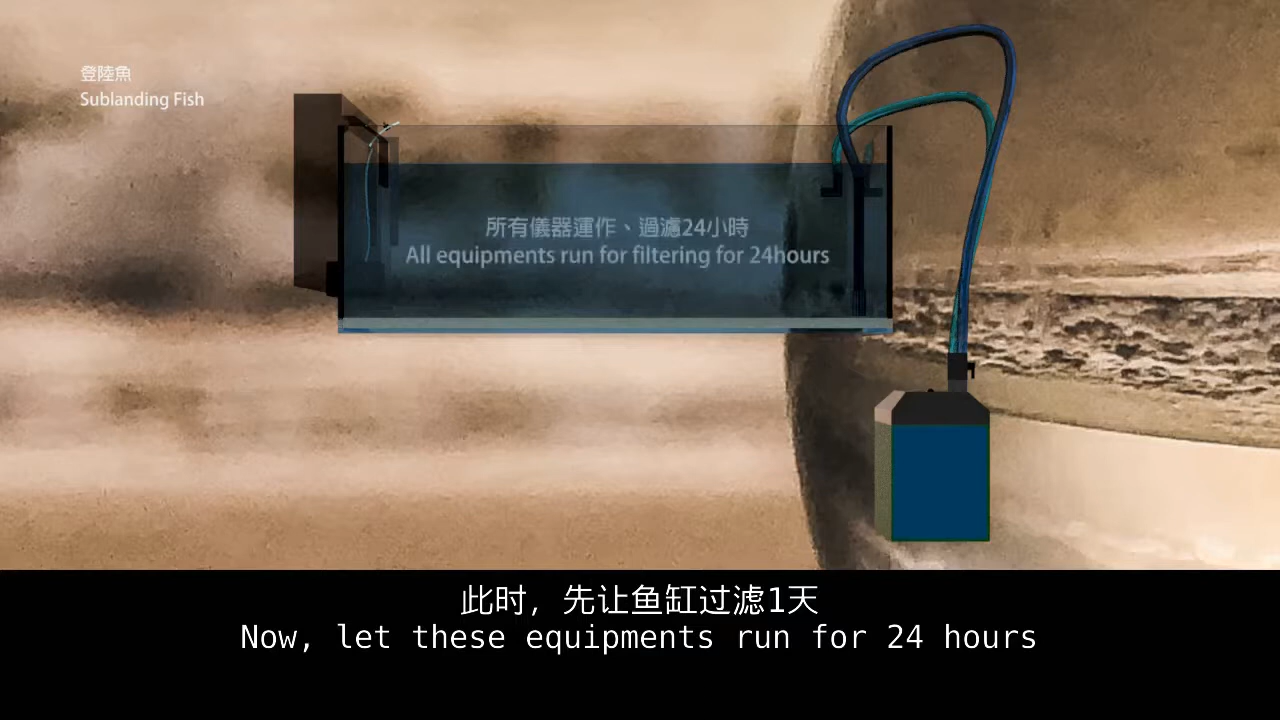 登陸魚
Sublanding Fish
所有儀器運作、過濾24小時
All equipments run for filtering for 24hours
此时，先让鱼缸过滤1天
Now, let these equipments run for 24 hours